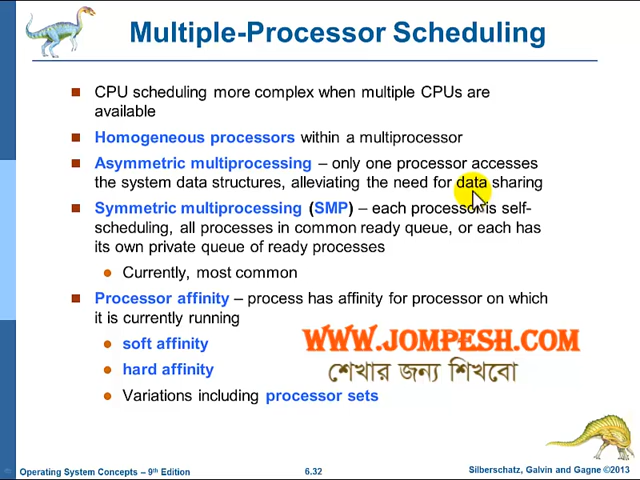 Multiple-Processor Scheduling
CPU scheduling more complex when multiple CPUs are
available
Homogeneous processors within a multiprocessor
Asymmetric multiprocessing – only one processor accesses
the system data structures, alleviating the need for data sharing
Symmetric multiprocessing (SMP) – each processor is self-
scheduling, all processes in common ready queue, or each has
its own private queue of ready processes
Currently, most common
Processor affinity – process has affinity for processor on which
it is currently running
soft affinity
hard affinity
Variations including processor sets
WWW.JOMPESH.COM
শেখার জন্য শিখবো
Operating System Concepts – 9th Edition
6.32
Silberschatz, Galvin and Gagne ©2013